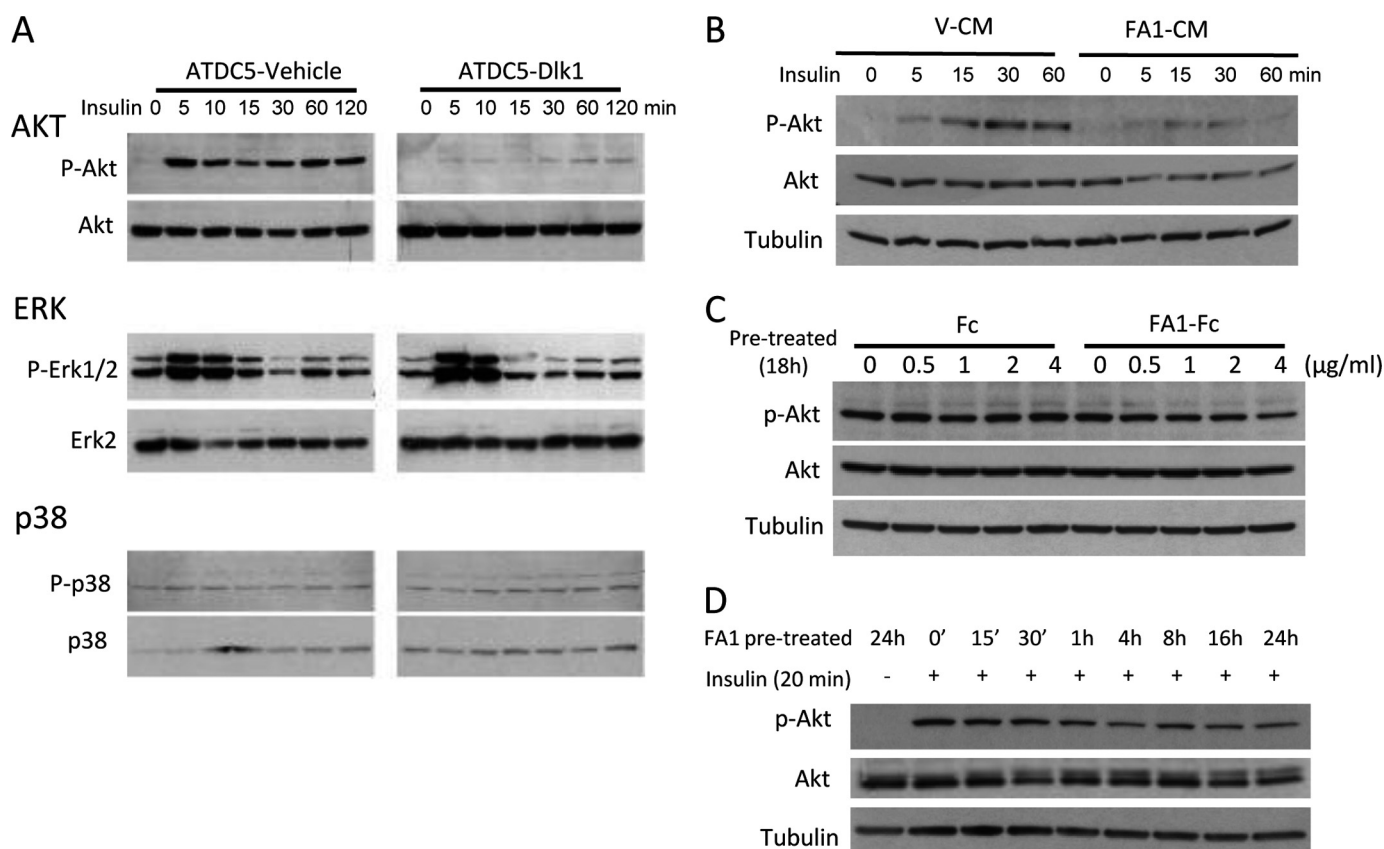 A
ATDC5-Vehicle ATDC5-Dlk1
Insulin 0 5 10 15 30 60 120 0 5 10 15 30 60 120 min
AKT
P-Akt
Akt
ERK
P-Erk1/2
Erk2
p38
P-p38
p38
B
V-CM FA1-CM
Insulin 0 5 15 30 60 0 5 15 30 60 min
P-Akt
Akt
Tubulin
C
Fc FA1-Fc
Pre-treated
(18h) 0 0.5 1 2 4 0 0.5 1 2 4 (μg/ml)
p-Akt
Akt
Tubulin
D
FA1 pre-treated 24h 0’ 15’ 30’ 1h 4h 8h 16h 24h
Insulin (20 min) - + + + + + + + +
p-Akt
Akt
Tubulin